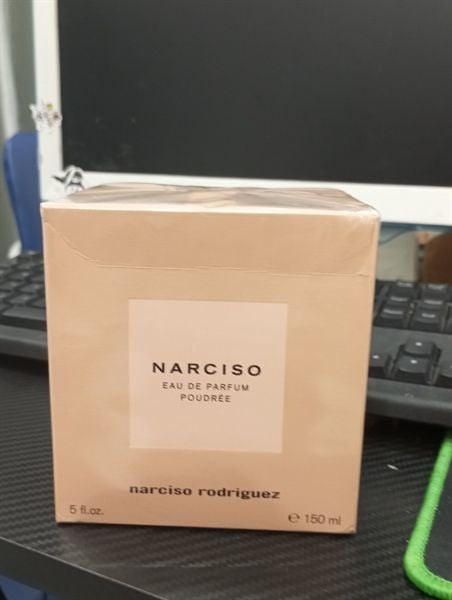 NARCISO
EAU DE PARFUM
POUDRÉE
narciso rodriguez
5 fl.oz.
℮ 150 ml